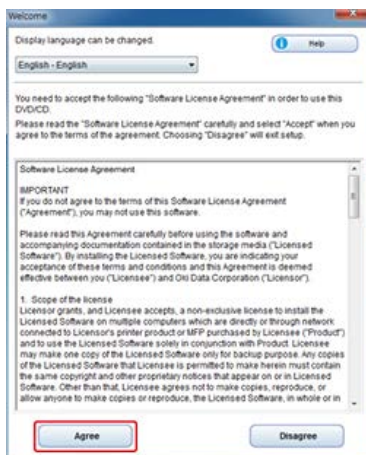 Welcome
Display language can be changed.
Help
English - English
You need to accept the following "Software License Agreement" in order to use this
DVD/CD.
Please read the "Software License Agreement" carefully and select "Accept" when you
agree to the terms of the agreement. Choosing "Disagree" will exit setup.
Software License Agreement
IMPORTANT
If you do not agree to the terms of this Software License Agreement
("Agreement"), you may not use this software.
Please read this Agreement carefully before using the software and
accompanying documentation contained in the storage media ("Licensed
Software"). By installing the Licensed Software, you are indicating your
acceptance of these terms and conditions and this Agreement is deemed
effective between you ("Licensee") and Oki Data Corporation ("Licensor").
1. Scope of the license
Licensor grants, and Licensee accepts, a non-exclusive license to install the
Licensed Software on multiple computers which are directly or through network
connected to Licensor's printer product or MFP purchased by Licensee ("Product")
and to use the Licensed Software solely in conjunction with Product. Licensee
may make one copy of the Licensed Software only for backup purpose. Any copies
of the Licensed Software that Licensee is permitted to make herein must contain
the same copyright and other proprietary notices that appear on or in Licensed
Software. Other than that, Licensee agrees not to make copies, reproduce, or
allow anyone to make copies or reproduce, the Licensed Software, in whole or in
Agree
Disagree